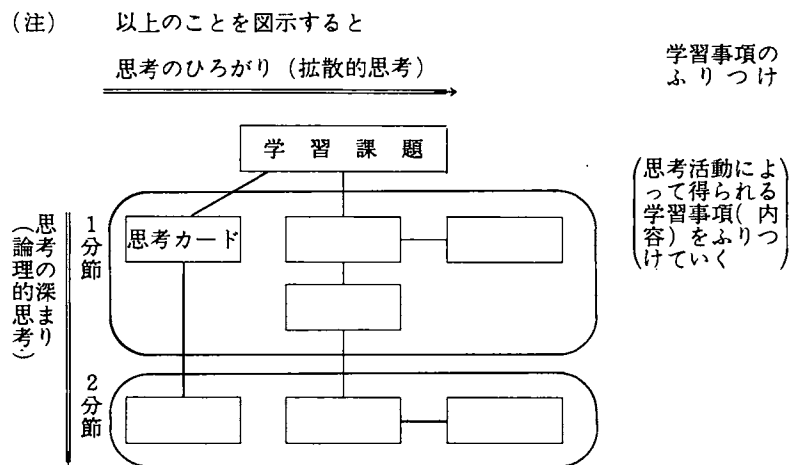 (注) 以上のことを図示すると
思考のひろがり(拡散的思考)
学習事項の
ふりつけ
学習課題
(思考活動によ
って得られる
学習事項(内
容)をふりつ
けていく)
思考の深まり
(論理的思考)
1分節
思考カード
2分節